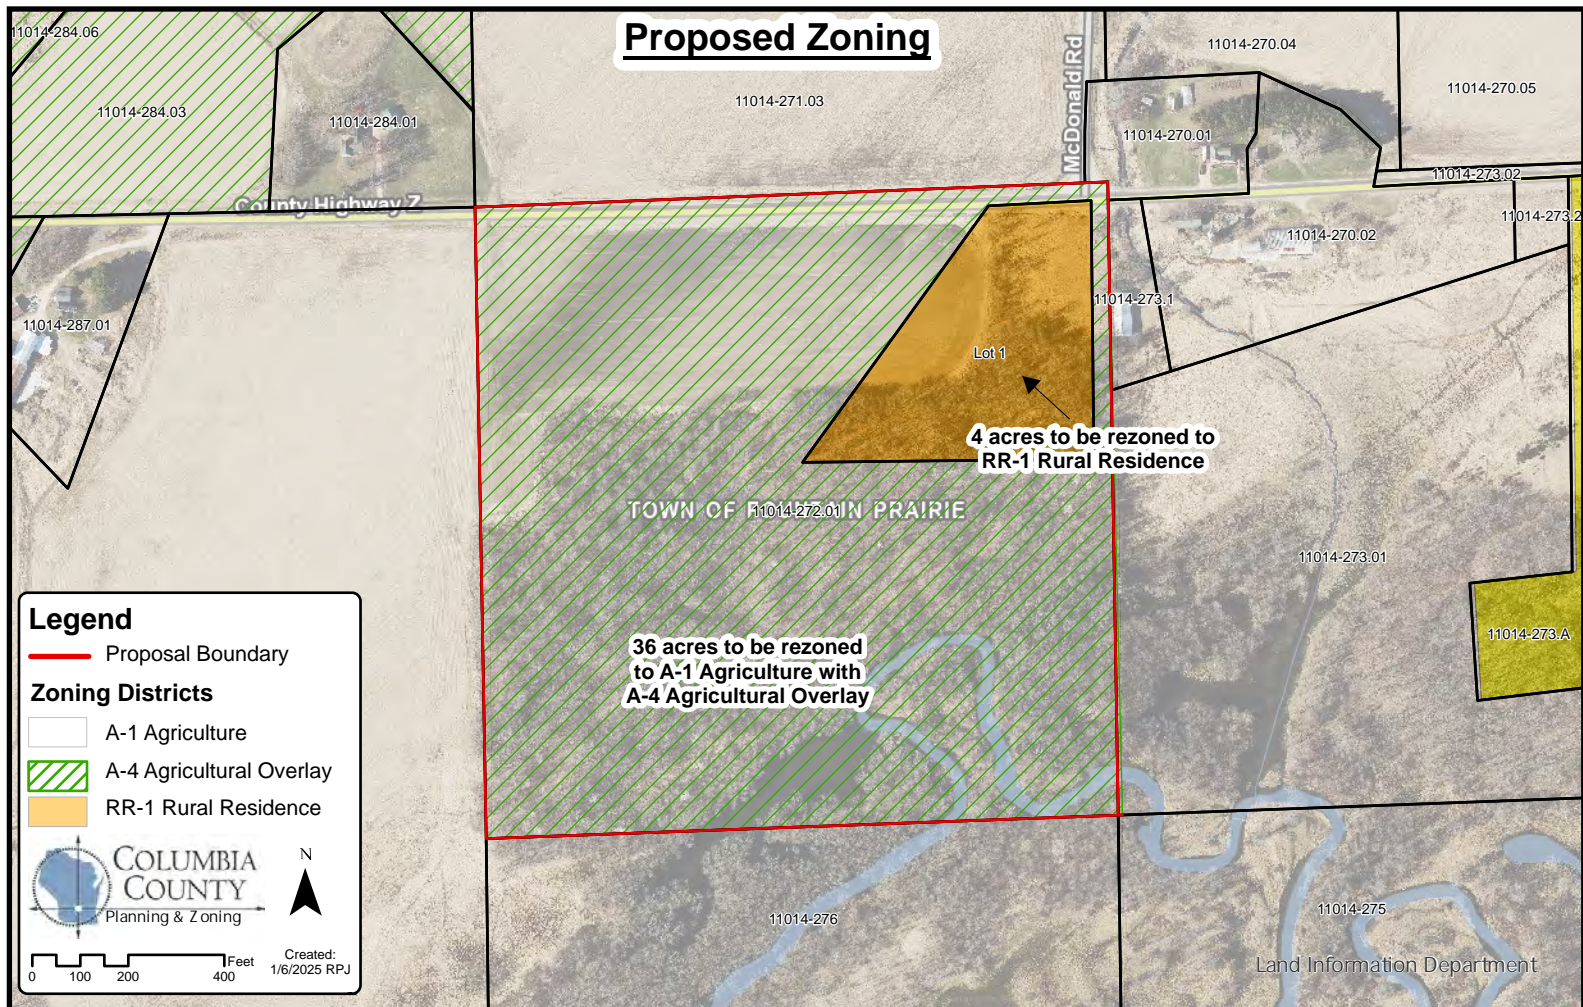 Proposed Zoning
11014-284.06
11014-284.03
11014-284.01
11014-271.03
McDonald Rd
11014-270.04
11014-270.05
11014-270.01
11014-273.02
County Highway Z
11014-273.2
11014-270.02
11014-273.1
11014-287.01
Lot 1
4 acres to be rezoned to
RR-1 Rural Residence
TOWN OF FOUNTAIN PRAIRIE
11014-272.01
11014-273.01
11014-273.A
36 acres to be rezoned
to A-1 Agriculture with
A-4 Agricultural Overlay
11014-276
11014-275
Legend
Proposal Boundary
Zoning Districts
A-1 Agriculture
A-4 Agricultural Overlay
RR-1 Rural Residence
COLUMBIA
COUNTY
Planning & Zoning
N
Feet
0 100 200 400
Created:
1/6/2025 RPJ
Land Information Department